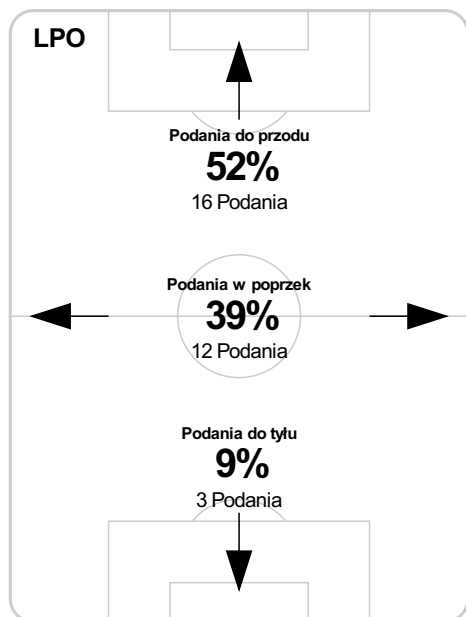 LPO
Podania do przodu
52%
16 Podania
Podania w poprzek
39%
12 Podania
Podania do tyłu
9%
3 Podania